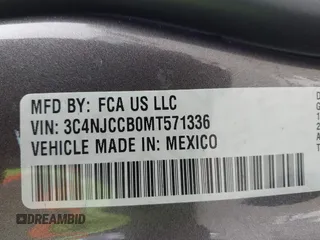 MFD BY: FCA US LLC
VIN: 3C4NJCCB0MT571336
VEHICLE MADE IN: MEXICO
DREAMBID